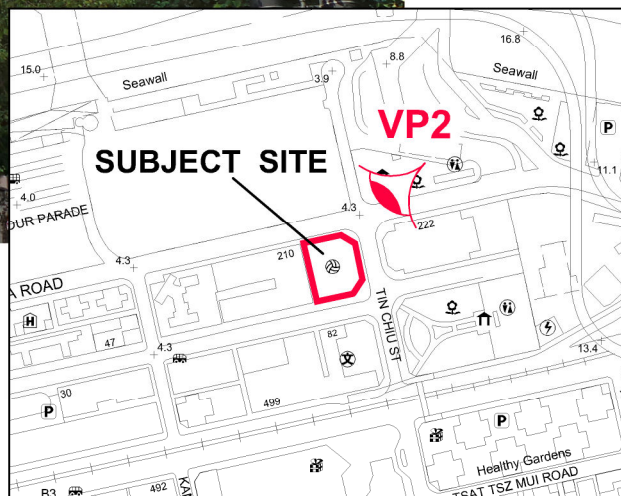 16.8
15.0
8.8
Seawall
3.9
Seawall
VP2
P
SUBJECT SITE
11.1
4.0
OUR PARADE
4.3
222
4.3
210
A ROAD
TIN CHIU ST
H
47
82
4.3
13.4
30
499
P
P
Healthy Gardens
TSAT TSZ MUI ROAD
492
B3
KAM